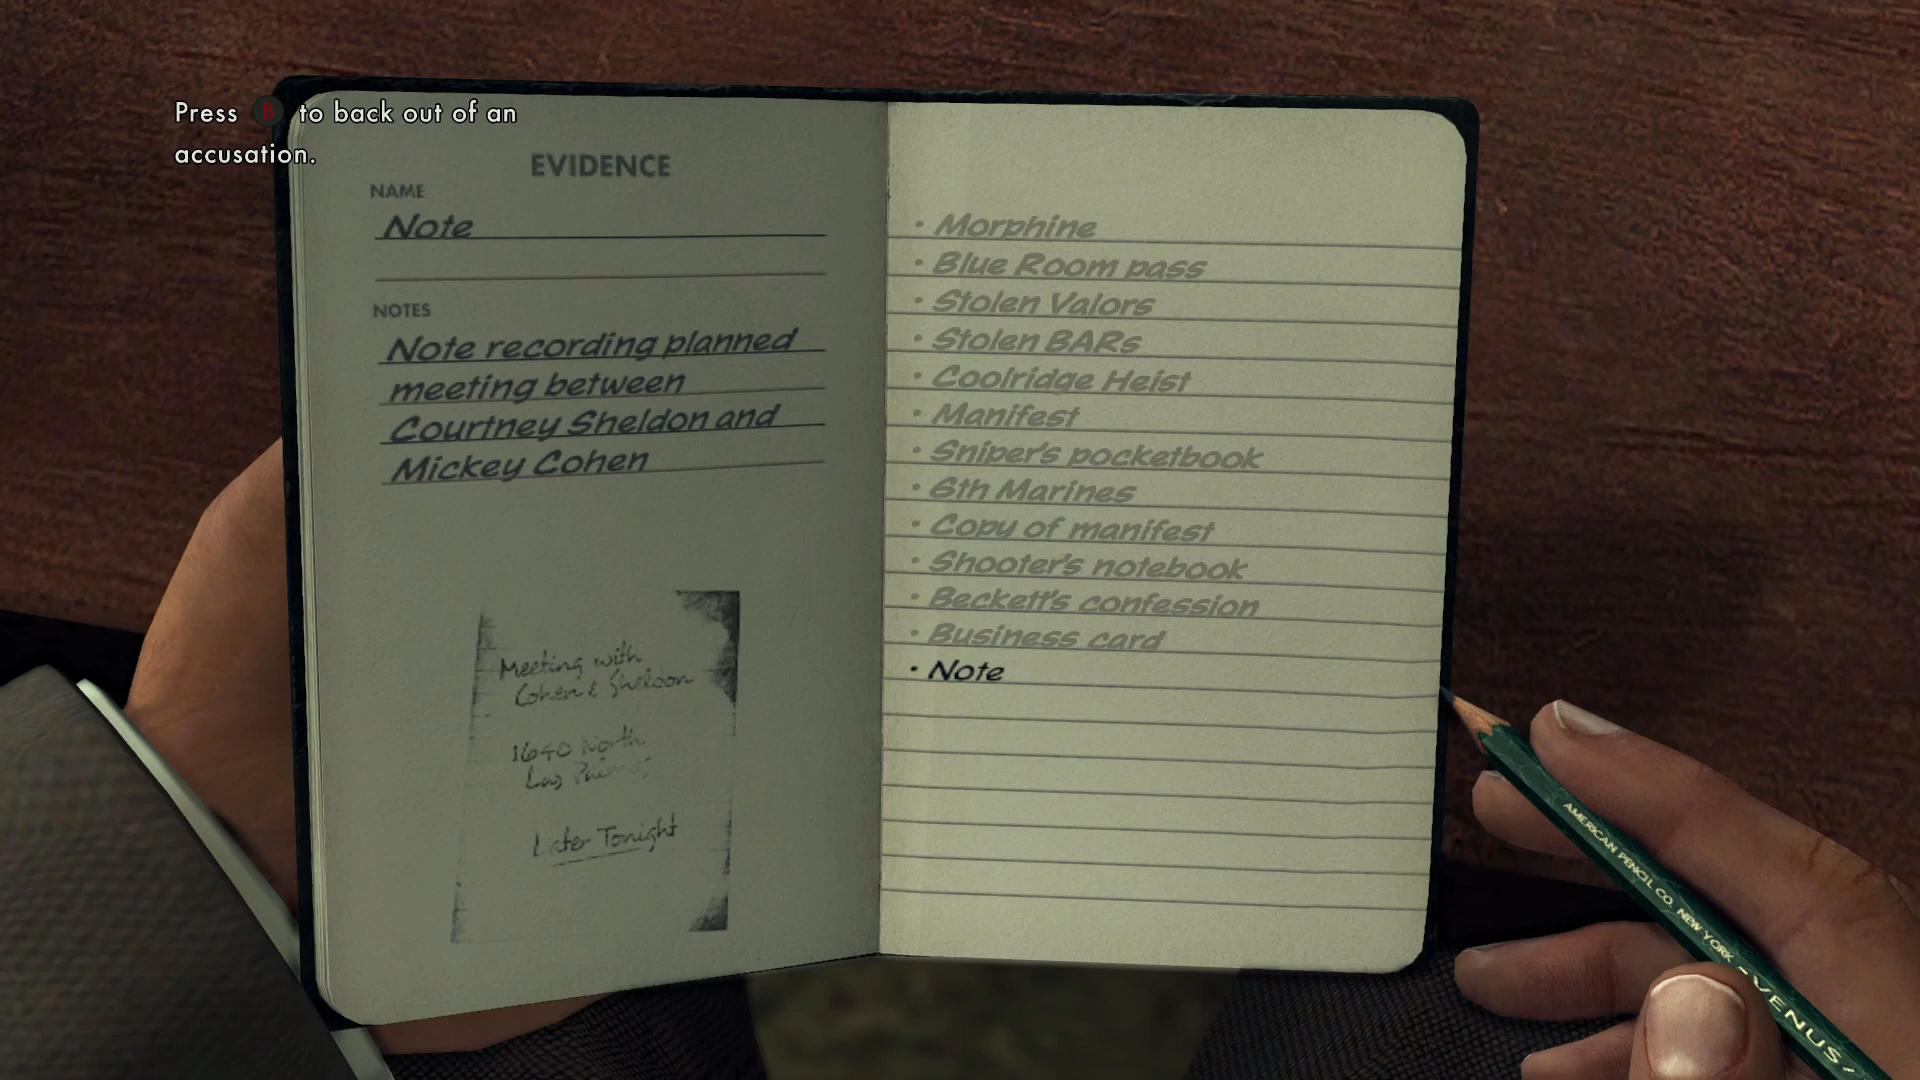 Press B to back out of an
accusation.
EVIDENCE
NAME
Note
NOTES
Note recording planned
meeting between
Courtney Sheldon and
Mickey Cohen
Meeting with
Cohen & Sheldon
1640 North
Las Palmas
Later Tonight
• Morphine
• Blue Room pass
• Stolen Valors
• Stolen BARs
• Coolridge Heist
• Manifest
• Sniper's pocketbook
• 6th Marines
• Copy of manifest
• Shooter's notebook
• Beckett's confession
• Business card
• Note
AMERICAN PENCIL CO. NEW YORK VENUS